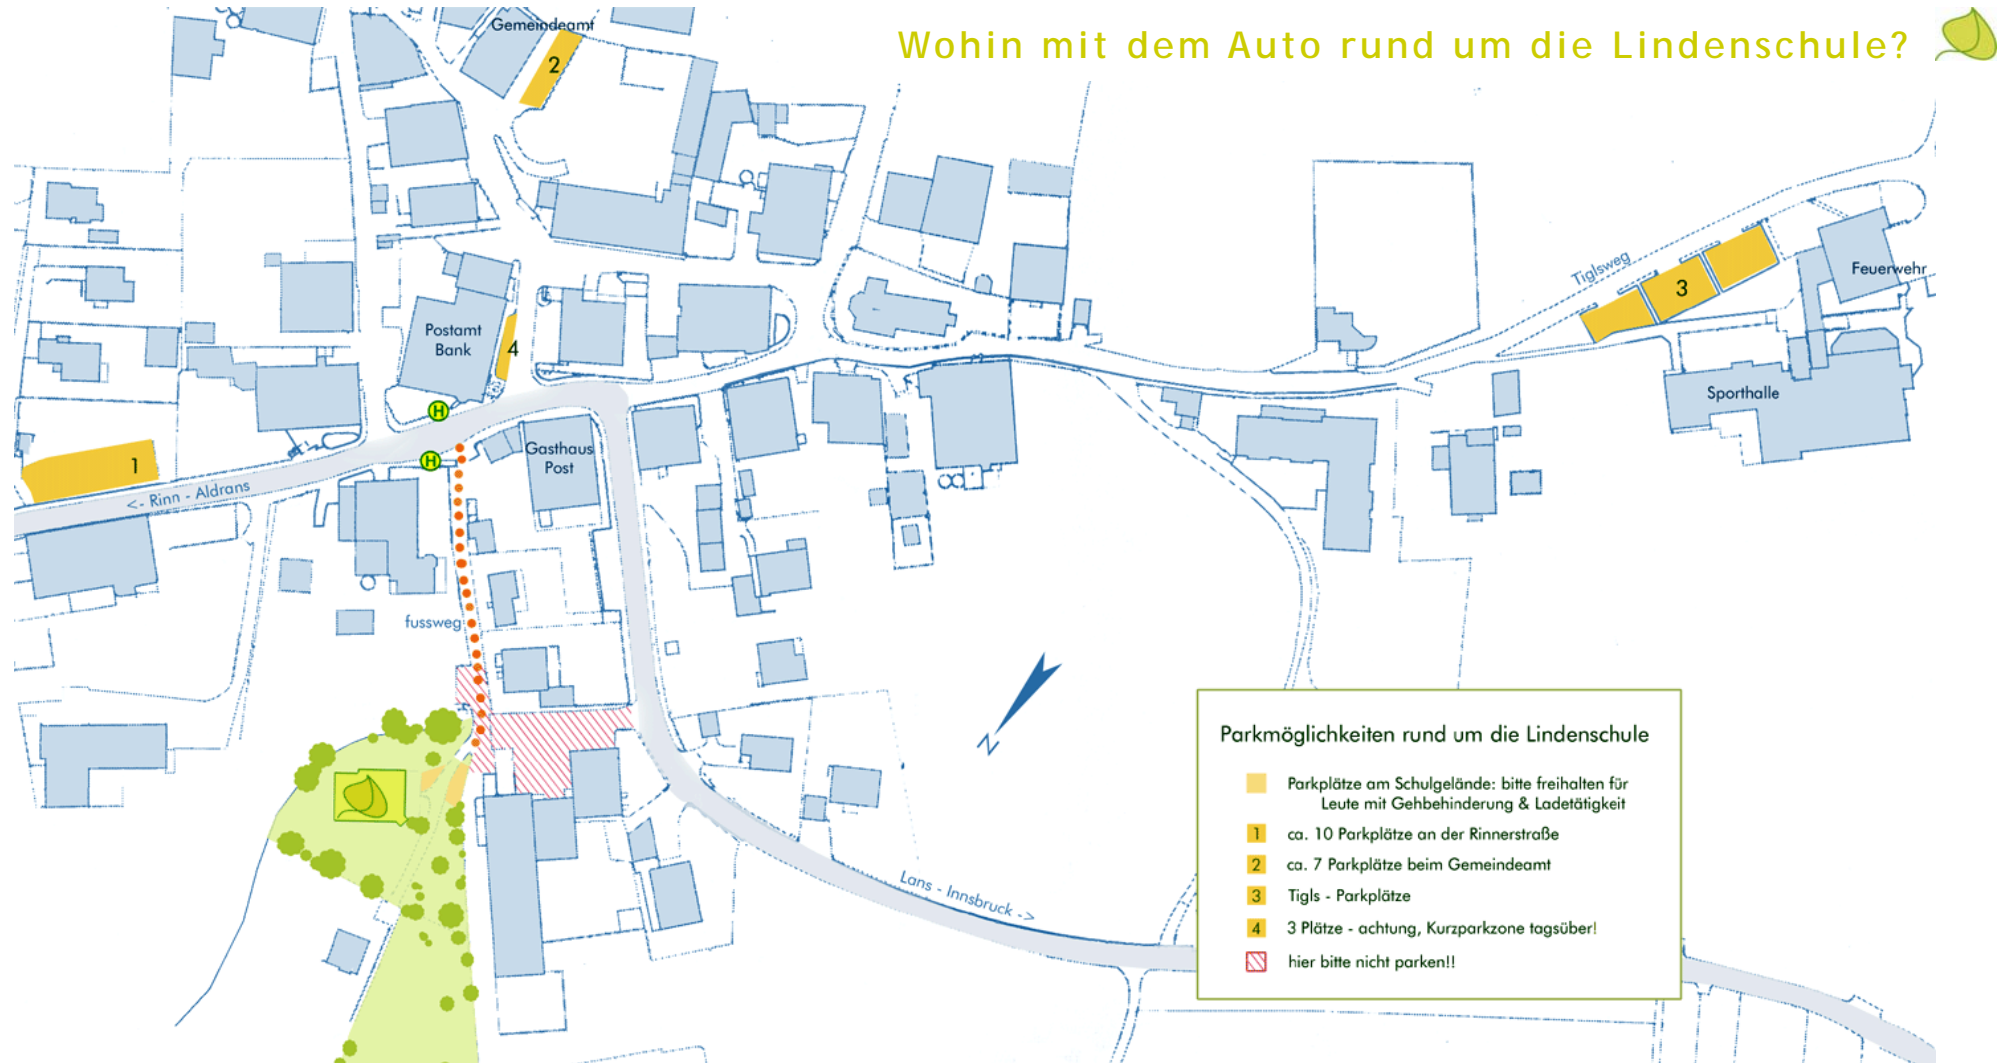 Gemeindeamt
Wohin mit dem Auto rund um die Lindenschule?
2
Tiglsweg
Feuerwehr
3
Postamt
Bank
4
Sporthalle
H
H
Gasthaus
Post
1
<- Rinn - Aldrans
fussweg
N
Lans - Innsbruck ->
Parkmöglichkeiten rund um die Lindenschule
Parkplätze am Schulgelände: bitte freihalten für
Leute mit Gehbehinderung & Ladetätigkeit
1 ca. 10 Parkplätze an der Rinnerstraße
2 ca. 7 Parkplätze beim Gemeindeamt
3 Tigls - Parkplätze
4 3 Plätze - achtung, Kurzparkzone tagsüber!
hier bitte nicht parken!!